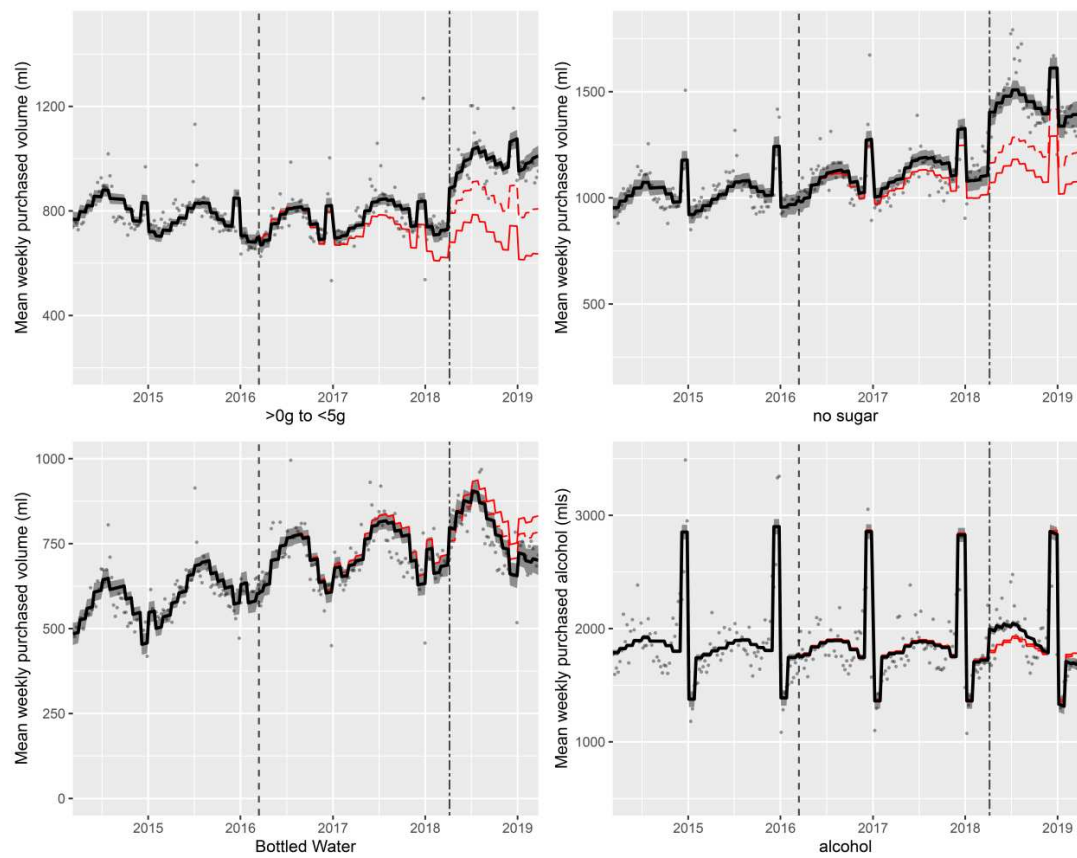 Mean weekly purchased volume (ml)
1200
800
400
2015 2016 2017 2018 2019
>0g to <5g
Mean weekly purchased volume (ml)
1500
1000
500
2015 2016 2017 2018 2019
no sugar
Mean weekly purchased volume (ml)
1000
750
500
250
0
2015 2016 2017 2018 2019
Bottled Water
Mean weekly purchased alcohol (mls)
3000
2000
1000
2015 2016 2017 2018 2019
alcohol